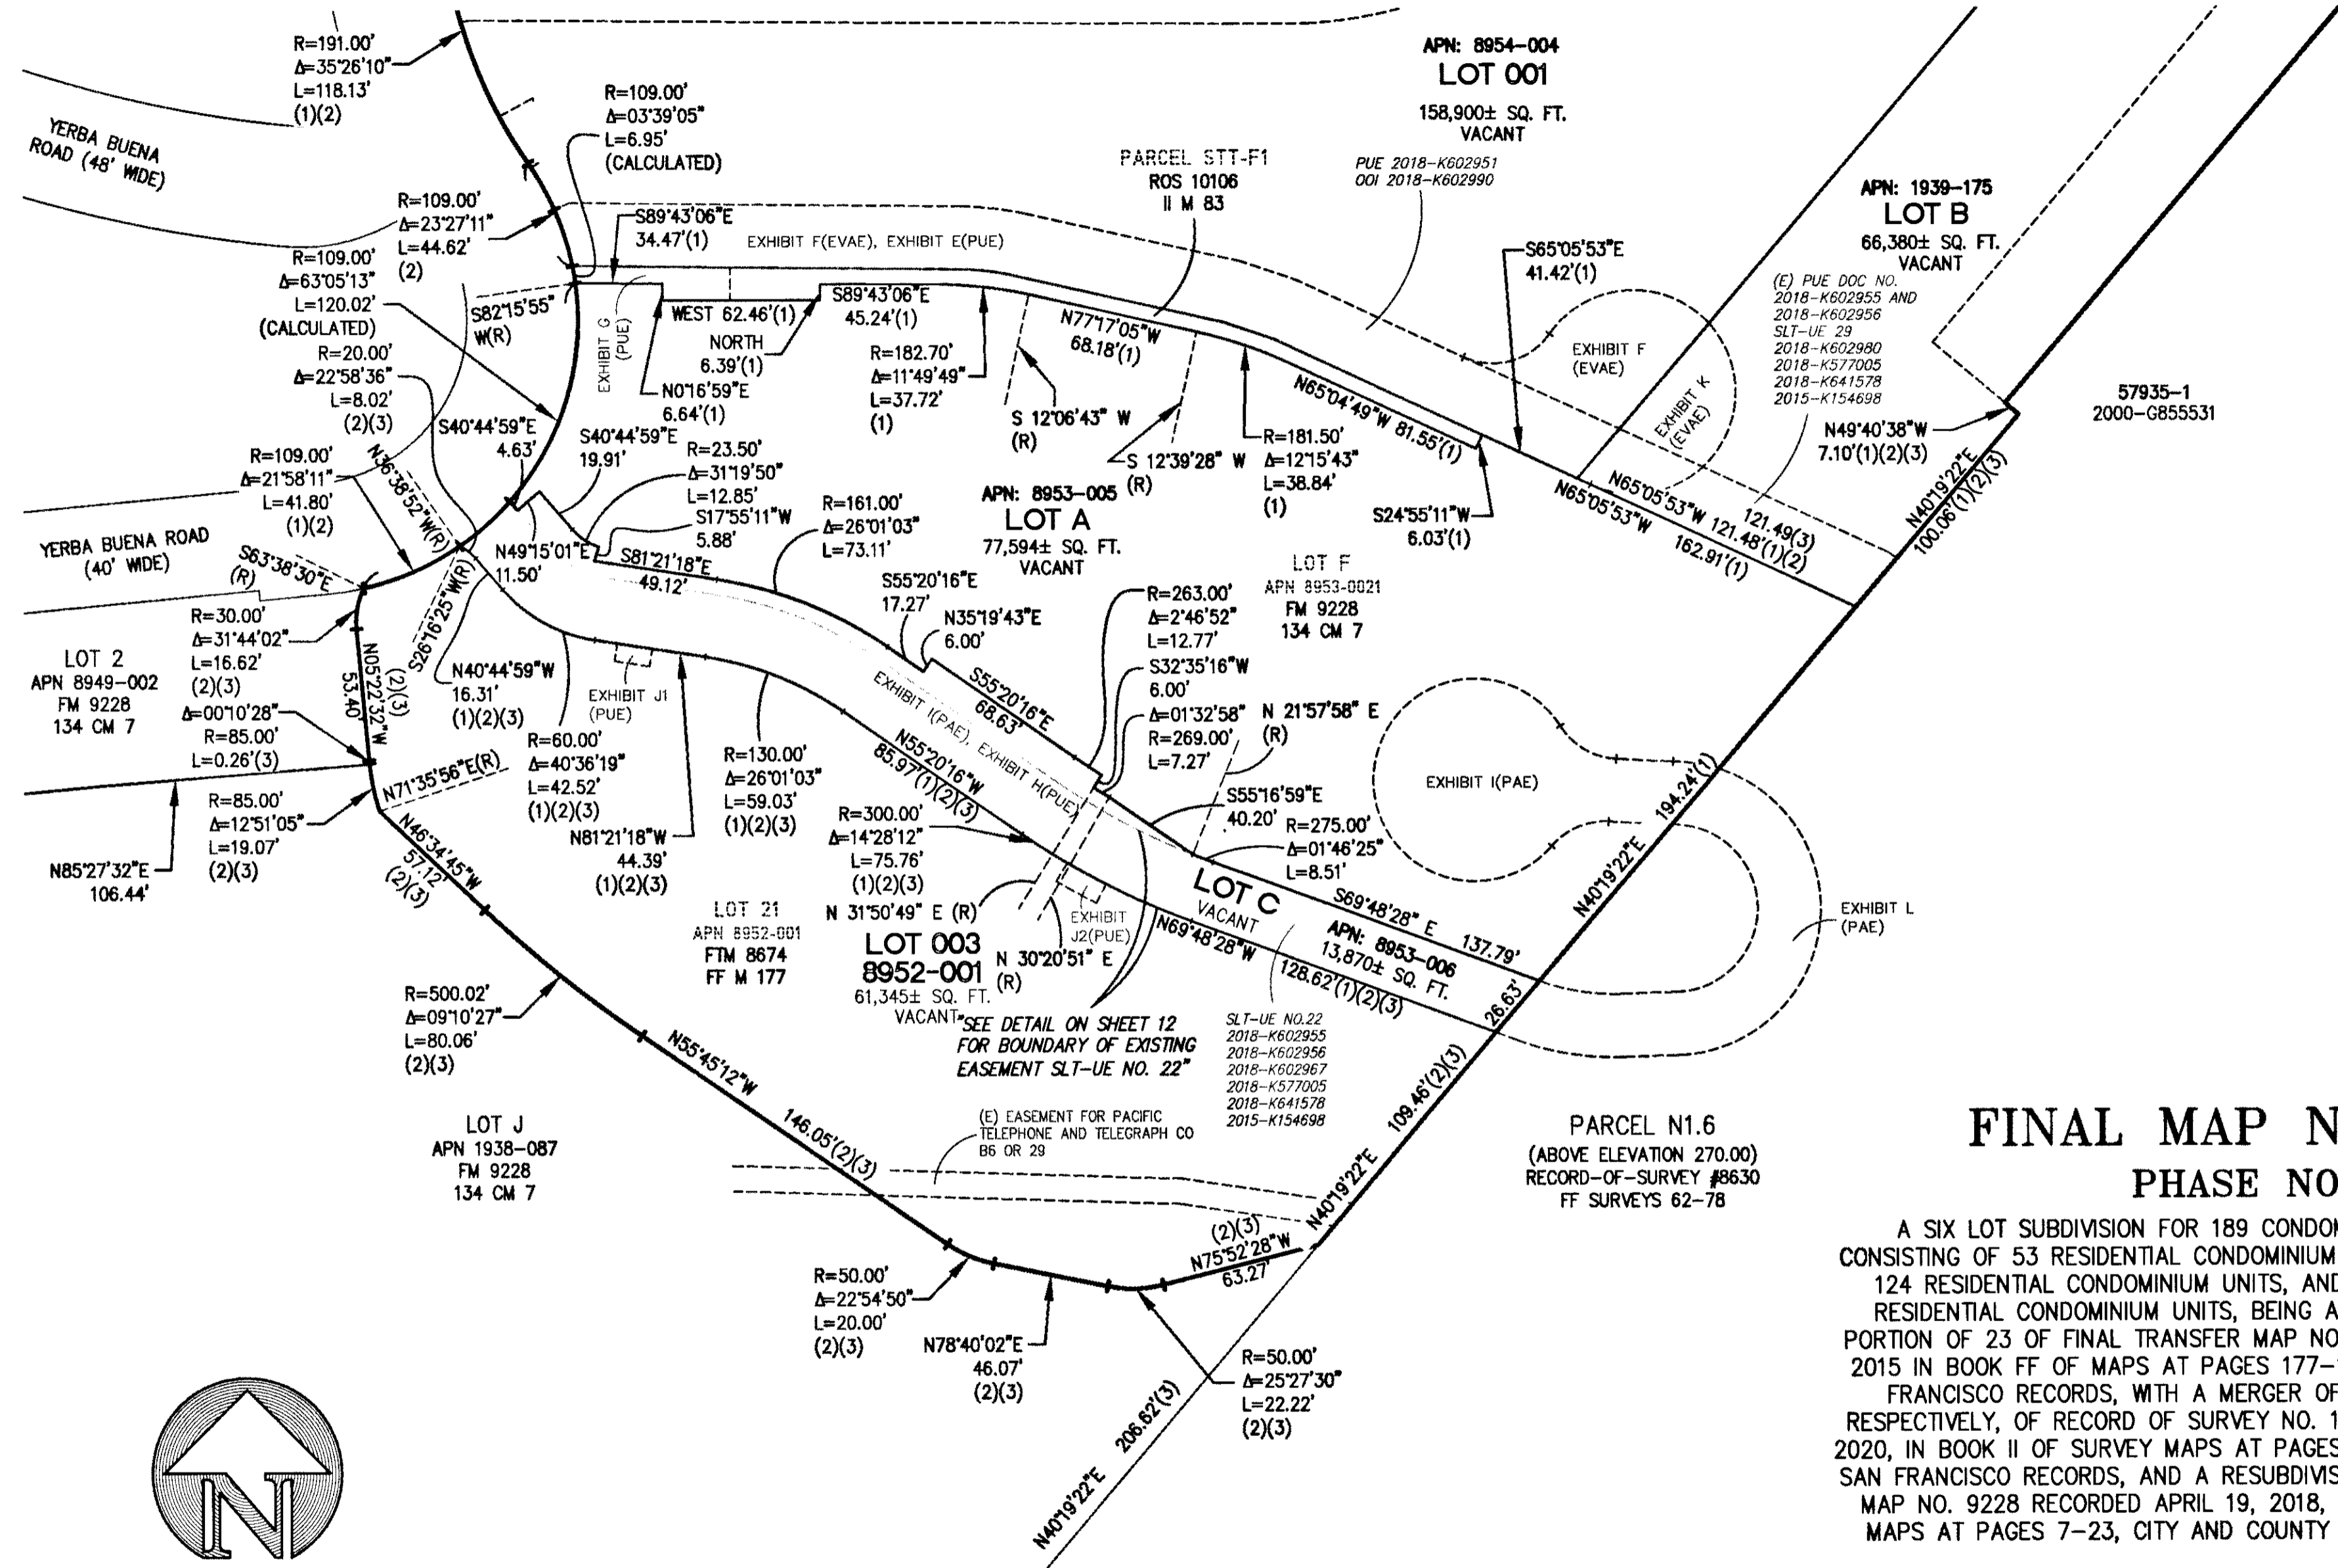 R=191.00'
Δ=35°26'10"
L=118.13'
(1)(2)
YERBA BUENA
ROAD (48' WIDE)
R=109.00'
Δ=03°39'05"
L=6.95'
(CALCULATED)
APN: 8954-004
LOT 001
158,900± SQ. FT.
VACANT
PARCEL STT-F1
ROS 10106
II M 83
PUE 2018-K602951
OOI 2018-K602990
APN: 1939-175
LOT B
66,380± SQ. FT.
VACANT
R=109.00'
Δ=23°27'11"
L=44.62'
(2)
S89°43'06"E
34.47'(1)
EXHIBIT F(EVAE), EXHIBIT E(PUE)
S65°05'53"E
41.42'(1)
(E) PUE DOC NO.
2018-K602955 AND
2018-K602956
SLT-UE 29
2018-K602980
2018-K577005
2018-K641578
2015-K154698
R=109.00'
Δ=63°05'13"
L=120.02'
(CALCULATED)
S82°15'55"
W(R)
EXHIBIT G
(PUE)
WEST 62.46'(1)
NORTH
6.39'(1)
N0°16'59"E
6.64'(1)
S89°43'06"E
45.24'(1)
R=182.70'
Δ=11°49'49"
L=37.72'
(1)
N77°17'05"W
68.18'(1)
S 12°06'43" W
(R)
S 12°39'28" W
(R)
N65°04'49"W 81.55'(1)
R=181.50'
Δ=12°15'43"
L=38.84'
(1)
EXHIBIT F
(EVAE)
EXHIBIT K
(EVAE)
57935-1
2000-G855531
N49°40'38"W
7.10'(1)(2)(3)
N40°19'22"E
100.06'(1)(2)(3)
N65°05'53"W 121.48'(1)(2)
121.49(3)
N65°05'53"W 162.91'(1)
S24°55'11"W
6.03'(1)
R=20.00'
Δ=22°58'36"
L=8.02'
(2)(3)
S40°44'59"E
4.63'
S40°44'59"E
19.91'
R=23.50'
Δ=31°19'50"
L=12.85'
S17°55'11"W
5.88'
R=109.00'
Δ=21°58'11"
L=41.80'
(1)(2)
N36°38'52"W(R)
YERBA BUENA ROAD
(40' WIDE)
S63°38'30"E
(R)
S26°16'25"W(R)
N49°15'01"E
11.50'
S81°21'18"E
49.12'
R=161.00'
Δ=26°01'03"
L=73.11'
APN: 8953-005
LOT A
77,594± SQ. FT.
VACANT
LOT F
APN 8953-0021
FM 9228
134 CM 7
S55°20'16"E
17.27'
N35°19'43"E
6.00'
R=263.00'
Δ=2°46'52"
L=12.77'
S32°35'16"W
6.00'
Δ=01°32'58"
R=269.00'
L=7.27'
N 21°57'58" E
(R)
R=30.00'
Δ=31°44'02"
L=16.62'
(2)(3)
LOT 2
APN 8949-002
FM 9228
134 CM 7
N05°22'32"W
53.40'
(2)(3)
Δ=00°10'28"
R=85.00'
L=0.26'(3)
N40°44'59"W
16.31'
(1)(2)(3)
EXHIBIT J1
(PUE)
R=60.00'
Δ=40°36'19"
L=42.52'
(1)(2)(3)
EXHIBIT I(PAE), EXHIBIT H(PUE)
S55°20'16"E
68.63'
N55°20'16"W
85.97'(1)(2)(3)
R=130.00'
Δ=26°01'03"
L=59.03'
(1)(2)(3)
N71°35'56"E(R)
R=85.00'
Δ=12°51'05"
L=19.07'
(2)(3)
N85°27'32"E
106.44'
N46°34'45"W
57.12'
(2)(3)
N81°21'18"W
44.39'
(1)(2)(3)
R=300.00'
Δ=14°28'12"
L=75.76'
(1)(2)(3)
S55°16'59"E
40.20'
R=275.00'
Δ=01°46'25"
L=8.51'
EXHIBIT I(PAE)
194.24'(1)
N40°19'22"E
LOT 21
APN 8952-001
FTM 8674
FF M 177
N 31°50'49" E (R)
EXHIBIT
J2(PUE)
N 30°20'51" E
(R)
LOT 003
8952-001
61,345± SQ. FT.
VACANT
LOT C
VACANT
APN: 8953-006
13,870± SQ. FT.
S69°48'28" E 137.79'
N69°48'28"W 128.62'(1)(2)(3)
26.63'
EXHIBIT L
(PAE)
R=500.02'
Δ=09°10'27"
L=80.06'
(2)(3)
"SEE DETAIL ON SHEET 12
FOR BOUNDARY OF EXISTING
EASEMENT SLT-UE NO. 22"
SLT-UE NO.22
2018-K602955
2018-K602956
2018-K602967
2018-K577005
2018-K641578
2015-K154698
N55°45'12"W
146.05'(2)(3)
109.46'(2)(3)
N40°19'22"E
LOT J
APN 1938-087
FM 9228
134 CM 7
(E) EASEMENT FOR PACIFIC
TELEPHONE AND TELEGRAPH CO
B6 OR 29
PARCEL N1.6
(ABOVE ELEVATION 270.00)
RECORD-OF-SURVEY #8630
FF SURVEYS 62-78
(2)(3)
N75°52'28"W
63.27'
R=50.00'
Δ=22°54'50"
L=20.00'
(2)(3)
N78°40'02"E
46.07'
(2)(3)
R=50.00'
Δ=25°27'30"
L=22.22'
(2)(3)
206.62'(3)
N40°19'22"E
N
FINAL MAP N
PHASE NO
A SIX LOT SUBDIVISION FOR 189 CONDOM
CONSISTING OF 53 RESIDENTIAL CONDOMINIUM
124 RESIDENTIAL CONDOMINIUM UNITS, AND
RESIDENTIAL CONDOMINIUM UNITS, BEING A
PORTION OF 23 OF FINAL TRANSFER MAP NO
2015 IN BOOK FF OF MAPS AT PAGES 177-
FRANCISCO RECORDS, WITH A MERGER OF
RESPECTIVELY, OF RECORD OF SURVEY NO. 1
2020, IN BOOK II OF SURVEY MAPS AT PAGES
SAN FRANCISCO RECORDS, AND A RESUBDIVIS
MAP NO. 9228 RECORDED APRIL 19, 2018,
MAPS AT PAGES 7-23, CITY AND COUNTY